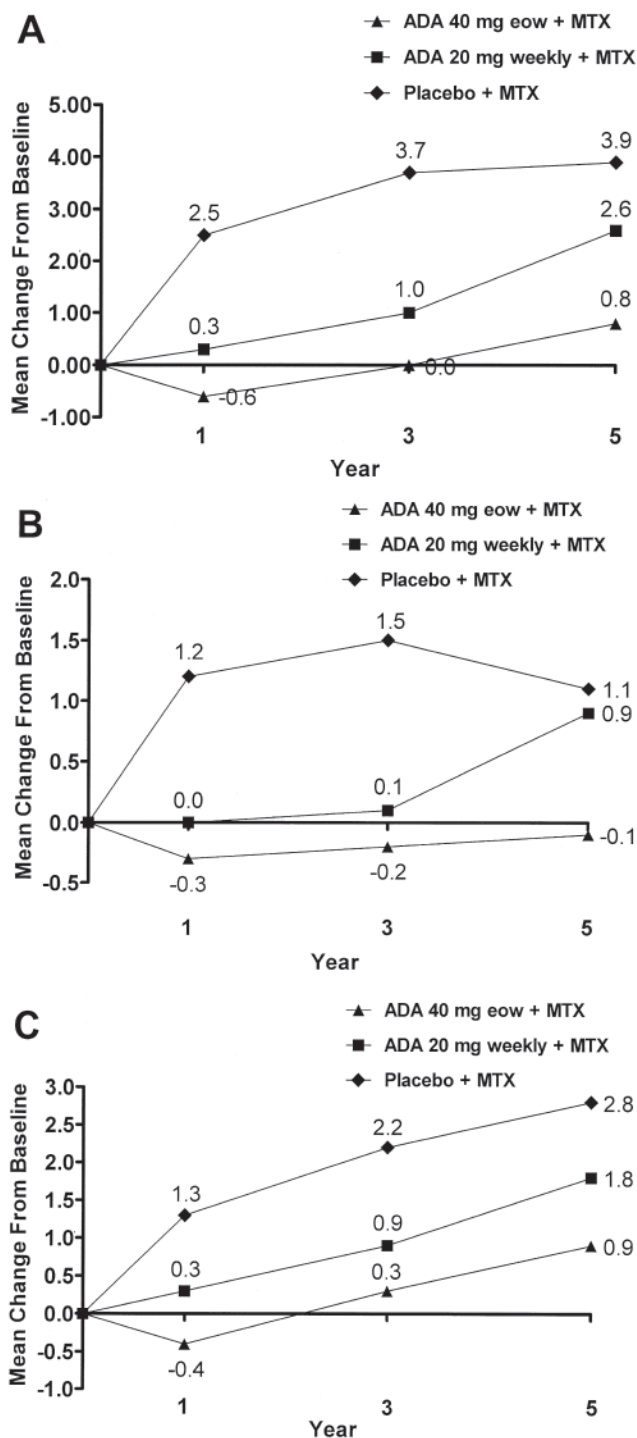 A
ADA 40 mg eow + MTX
ADA 20 mg weekly + MTX
Placebo + MTX
Mean Change From Baseline
5.00
4.00
3.00
2.00
1.00
0.00
-1.00
2.5
3.7
3.9
0.3
1.0
2.6
-0.6
0.0
0.8
1 3 5
Year
B
ADA 40 mg eow + MTX
ADA 20 mg weekly + MTX
Placebo + MTX
Mean Change From Baseline
2.0
1.5
1.0
0.5
0.0
-0.5
1.2
1.5
1.1
0.0
0.1
0.9
-0.3
-0.2
-0.1
1 3 5
Year
C
ADA 40 mg eow + MTX
ADA 20 mg weekly + MTX
Placebo + MTX
Mean Change From Baseline
3.0
2.5
2.0
1.5
1.0
0.5
0.0
-0.5
-1.0
1.3
2.2
2.8
0.3
0.9
1.8
-0.4
0.3
0.9
1 3 5
Year